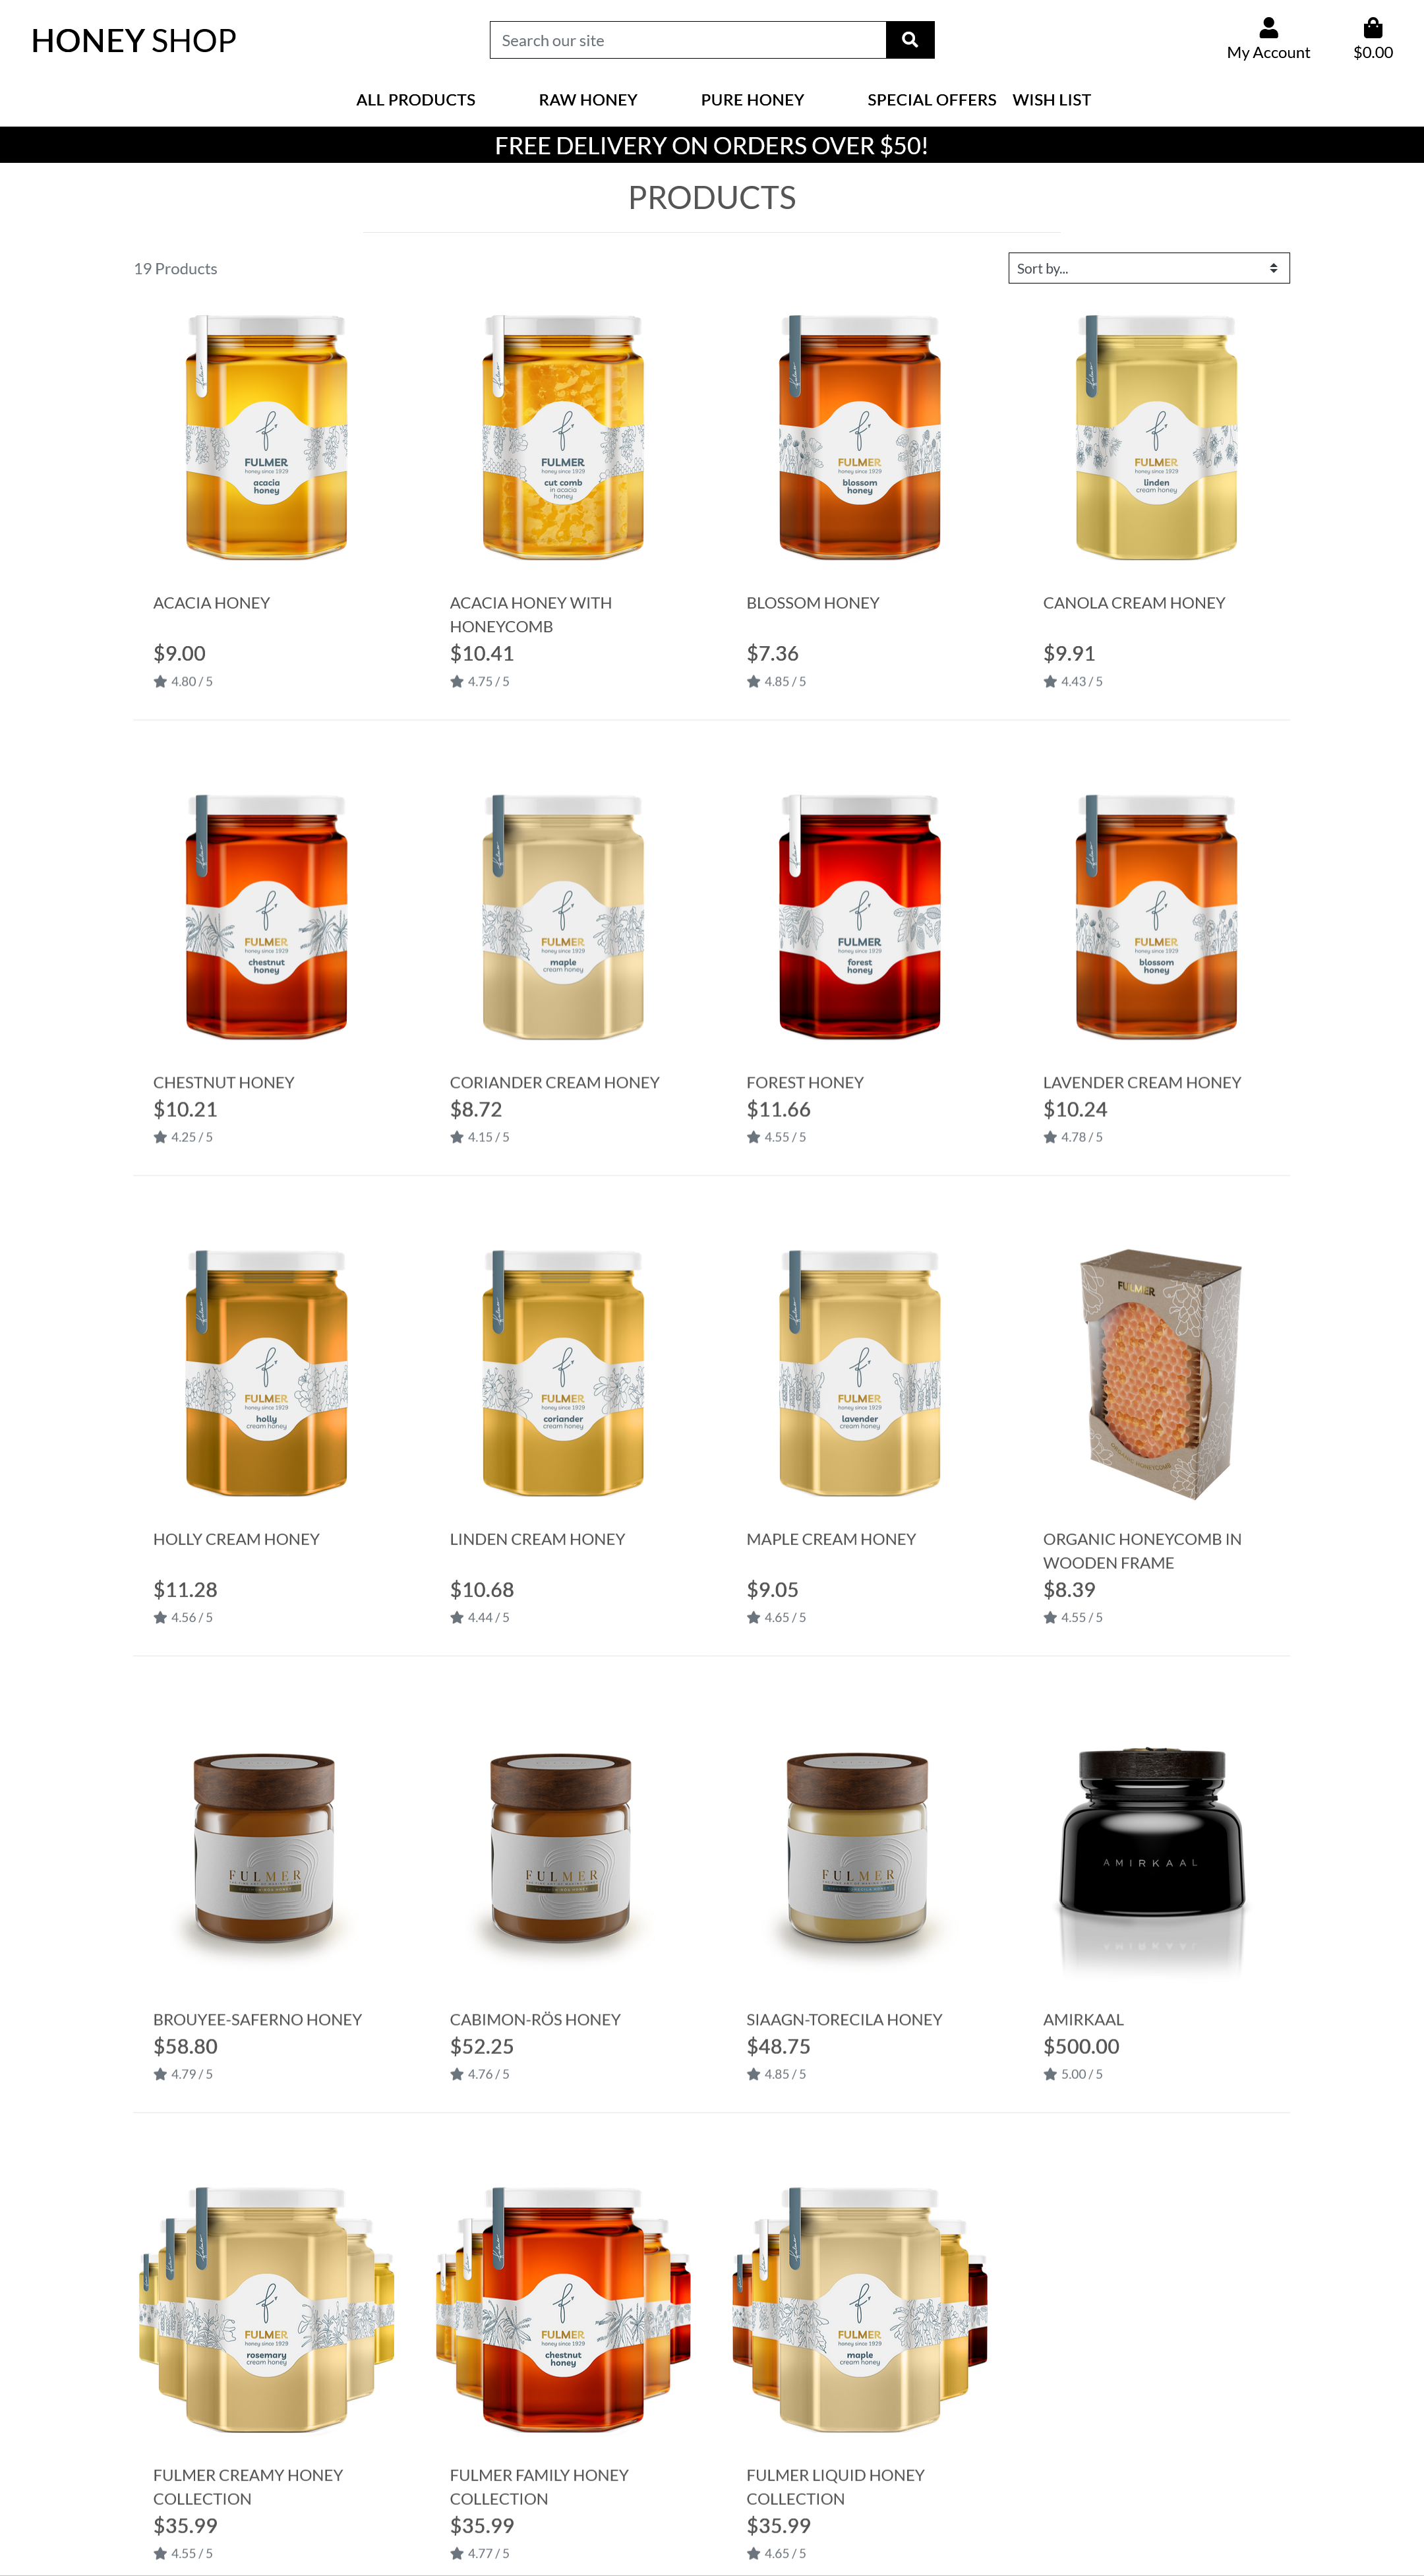 HONEY SHOP
Search our site
My Account
$0.00
ALL PRODUCTS RAW HONEY PURE HONEY SPECIAL OFFERS WISH LIST
FREE DELIVERY ON ORDERS OVER $50!
PRODUCTS
19 Products
Sort by...
FULMER
honey since 1929
acacia
honey
FULMER
honey since 1929
cut comb
in acacia
honey
FULMER
honey since 1929
blossom
honey
FULMER
honey since 1929
linden
cream honey
ACACIA HONEY
$9.00
4.80 / 5
ACACIA HONEY WITH
HONEYCOMB
$10.41
4.75 / 5
BLOSSOM HONEY
$7.36
4.85 / 5
CANOLA CREAM HONEY
$9.91
4.43 / 5
FULMER
honey since 1929
chestnut
honey
FULMER
honey since 1929
maple
cream honey
FULMER
honey since 1929
forest
honey
FULMER
honey since 1929
blossom
honey
CHESTNUT HONEY
$10.21
4.25 / 5
CORIANDER CREAM HONEY
$8.72
4.15 / 5
FOREST HONEY
$11.66
4.55 / 5
LAVENDER CREAM HONEY
$10.24
4.78 / 5
FULMER
honey since 1929
holly
cream honey
FULMER
honey since 1929
coriander
cream honey
FULMER
honey since 1929
lavender
cream honey
FULMER
ORGANIC HONEYCOMB
HOLLY CREAM HONEY
$11.28
4.56 / 5
LINDEN CREAM HONEY
$10.68
4.44 / 5
MAPLE CREAM HONEY
$9.05
4.65 / 5
ORGANIC HONEYCOMB IN
WOODEN FRAME
$8.39
4.55 / 5
FULMER
FULMER
FULMER
AMIRKAAL
BROUYEE-SAFERNO HONEY
$58.80
4.79 / 5
CABIMON-RÖS HONEY
$52.25
4.76 / 5
SIAAGN-TORECILA HONEY
$48.75
4.85 / 5
AMIRKAAL
$500.00
5.00 / 5
FULMER
honey since 1929
rosemary
cream honey
FULMER
honey since 1929
chestnut
honey
FULMER
honey since 1929
maple
cream honey
FULMER CREAMY HONEY
COLLECTION
$35.99
4.55 / 5
FULMER FAMILY HONEY
COLLECTION
$35.99
4.77 / 5
FULMER LIQUID HONEY
COLLECTION
$35.99
4.65 / 5